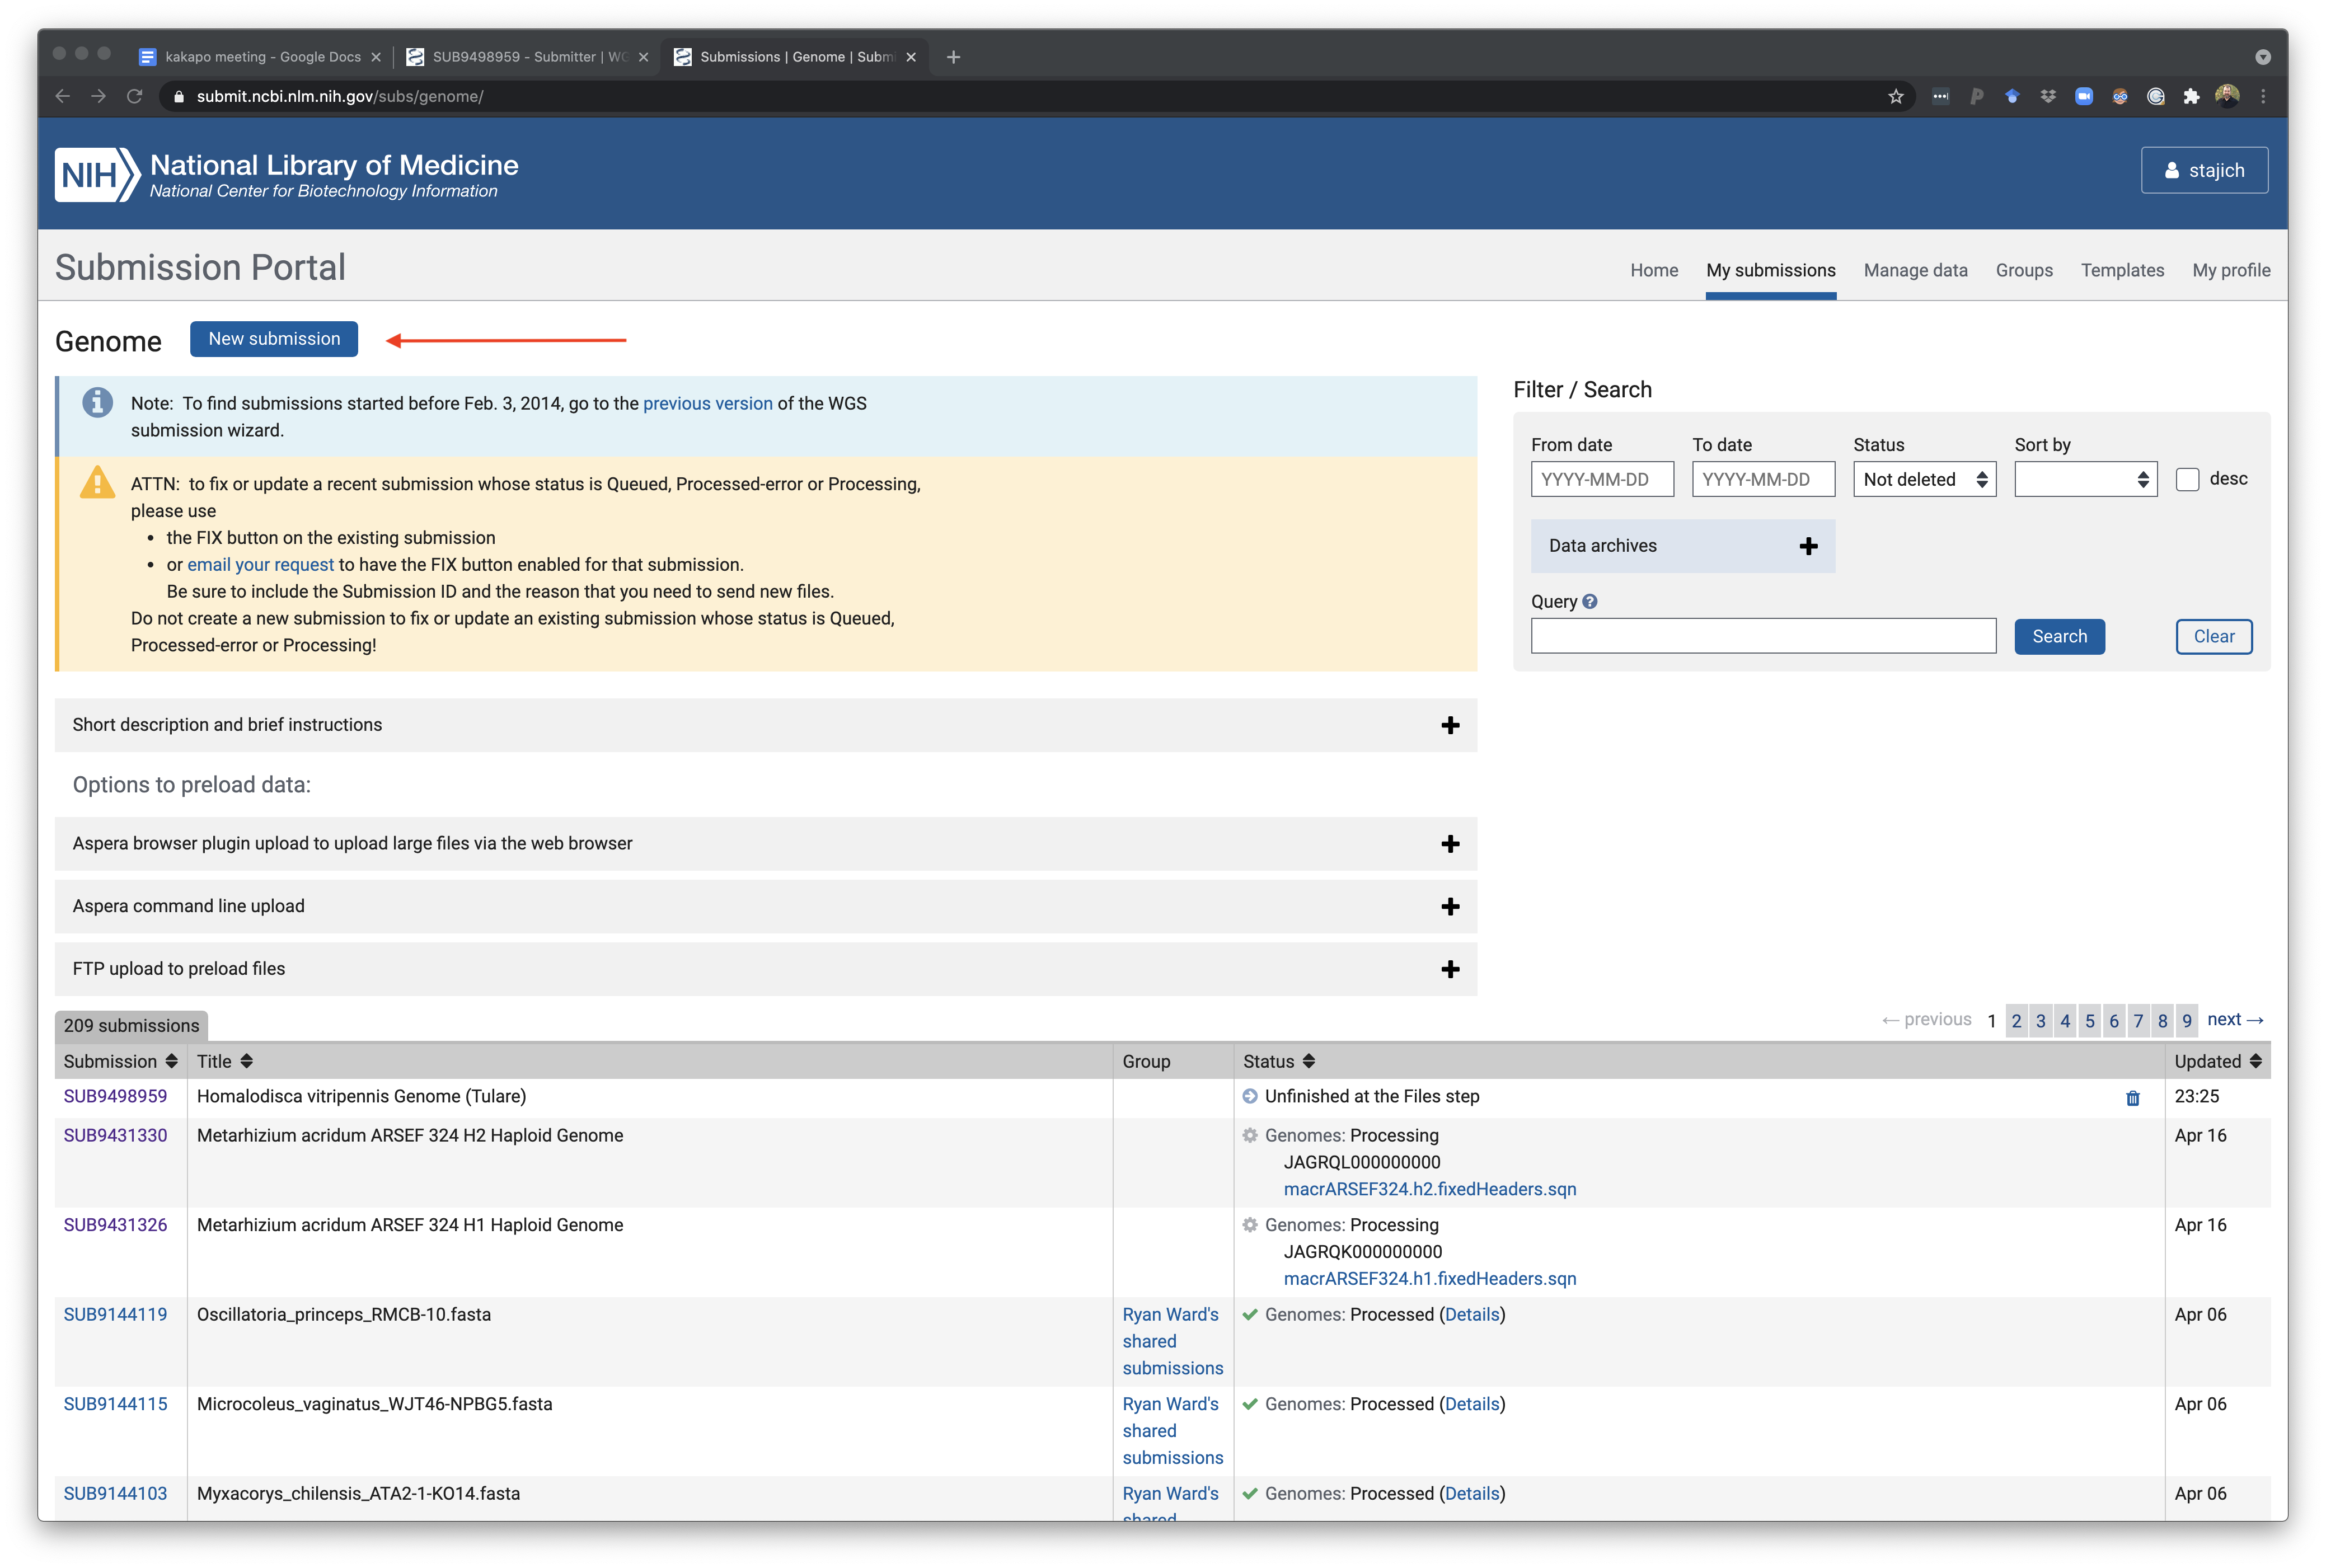 kakapo meeting - Google Docs
SUB9498959 - Submitter | WG
Submissions | Genome | Subm
submit.ncbi.nlm.nih.gov/subs/genome/
NIH
National Library of Medicine
National Center for Biotechnology Information
stajich
Submission Portal
Home
My submissions
Manage data
Groups
Templates
My profile
Genome
New submission
Note: To find submissions started before Feb. 3, 2014, go to the previous version of the WGS
submission wizard.
ATTN: to fix or update a recent submission whose status is Queued, Processed-error or Processing,
please use
• the FIX button on the existing submission
• or email your request to have the FIX button enabled for that submission.
Be sure to include the Submission ID and the reason that you need to send new files.
Do not create a new submission to fix or update an existing submission whose status is Queued,
Processed-error or Processing!
Filter / Search
From date
To date
Status
Sort by
YYYY-MM-DD
YYYY-MM-DD
Not deleted
desc
Data archives
Query
Search
Clear
Short description and brief instructions
Options to preload data:
Aspera browser plugin upload to upload large files via the web browser
Aspera command line upload
FTP upload to preload files
209 submissions
← previous 1 2 3 4 5 6 7 8 9 next →
Submission
Title
Group
Status
Updated
SUB9498959
Homalodisca vitripennis Genome (Tulare)
Unfinished at the Files step
23:25
SUB9431330
Metarhizium acridum ARSEF 324 H2 Haploid Genome
Genomes: Processing
JAGRQL000000000
macrARSEF324.h2.fixedHeaders.sqn
Apr 16
SUB9431326
Metarhizium acridum ARSEF 324 H1 Haploid Genome
Genomes: Processing
JAGRQK000000000
macrARSEF324.h1.fixedHeaders.sqn
Apr 16
SUB9144119
Oscillatoria_princeps_RMCB-10.fasta
Ryan Ward's
shared
submissions
Genomes: Processed (Details)
Apr 06
SUB9144115
Microcoleus_vaginatus_WJT46-NPBG5.fasta
Ryan Ward's
shared
submissions
Genomes: Processed (Details)
Apr 06
SUB9144103
Myxacorys_chilensis_ATA2-1-KO14.fasta
Ryan Ward's
shared
Genomes: Processed (Details)
Apr 06